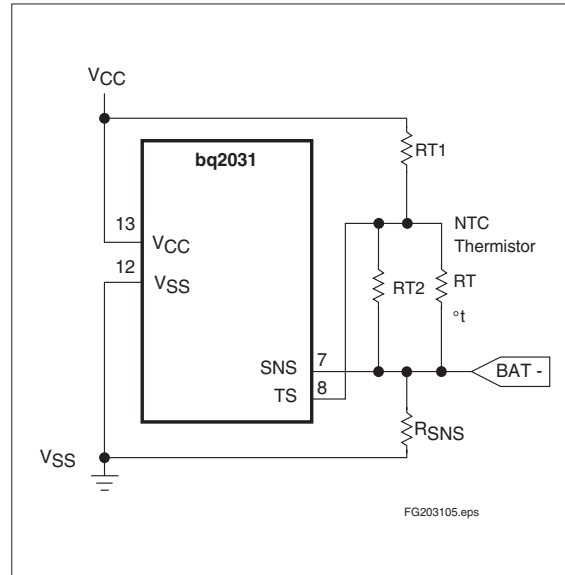 VCC
bq2031
RT1
13
VCC
NTC
Thermistor
12
VSS
RT2
RT
°t
SNS
7
BAT -
TS
8
RSNS
VSS
FG203105.eps